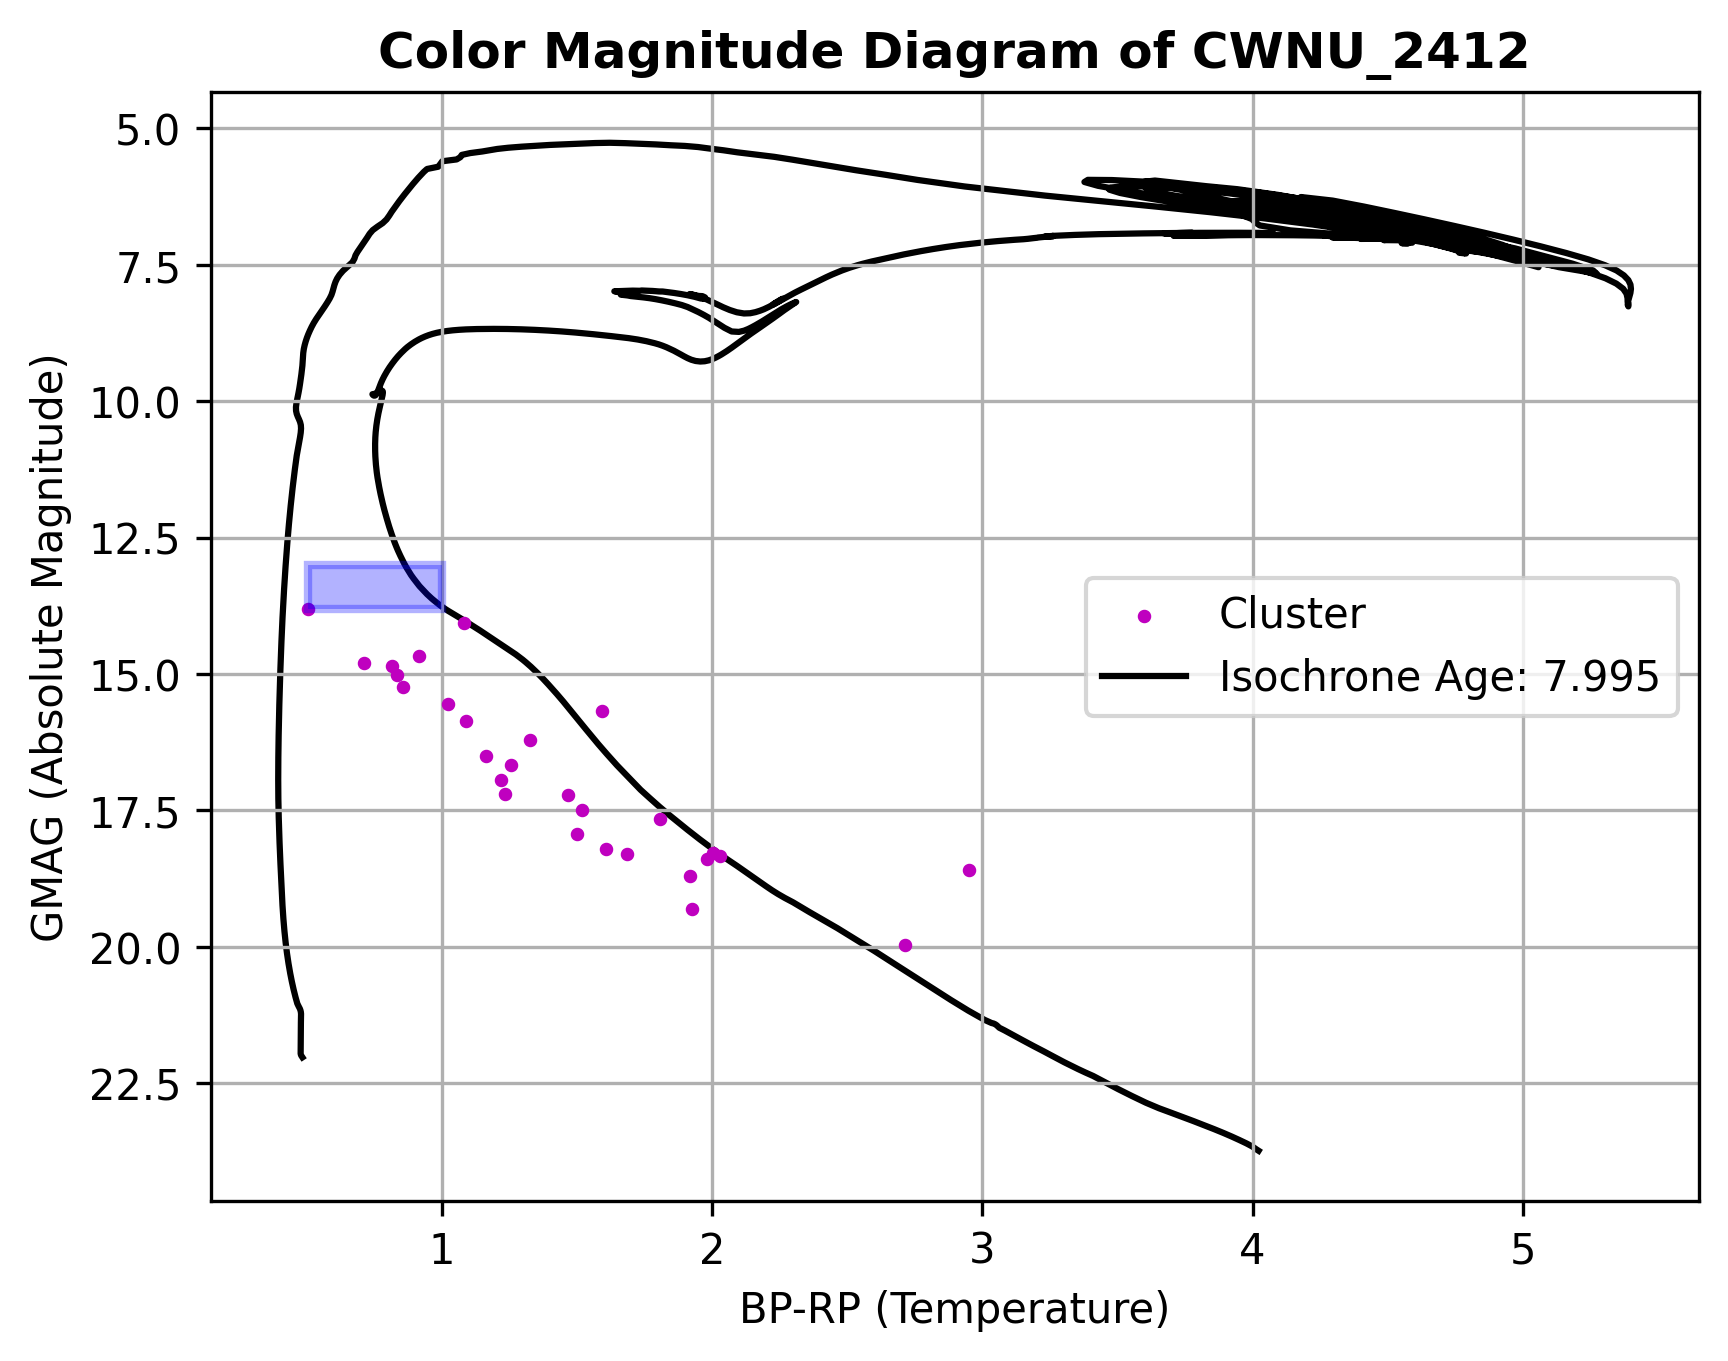 Color Magnitude Diagram of CWNU_2412
GMAG (Absolute Magnitude)
5.0
7.5
10.0
12.5
15.0
17.5
20.0
22.5
Cluster
Isochrone Age: 7.995
1 2 3 4 5
BP-RP (Temperature)